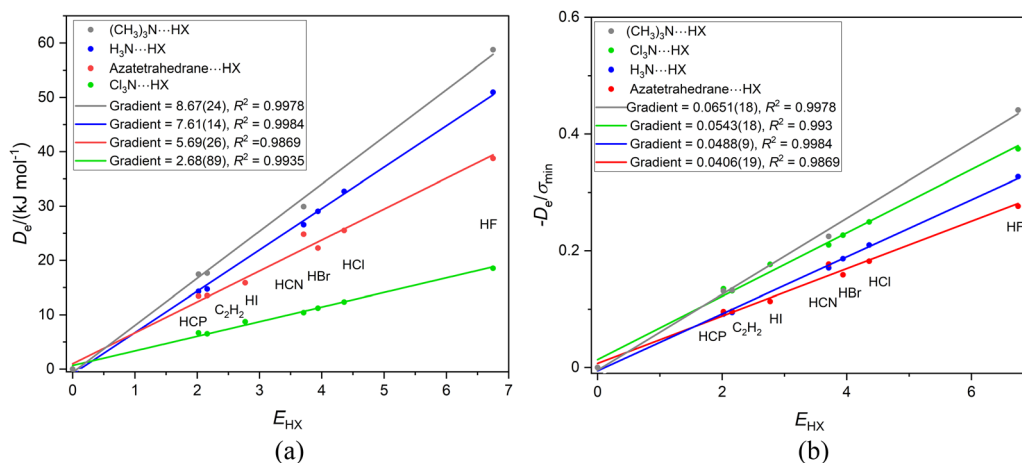 60
50
40
30
20
10
0
D_e/(kJ mol⁻¹)
(CH₃)₃N···HX
H₃N···HX
Azatetrahedrane···HX
Cl₃N···HX
Gradient = 8.67(24), R² = 0.9978
Gradient = 7.61(14), R² = 0.9984
Gradient = 5.69(26), R² =0.9869
Gradient = 2.68(89), R² = 0.9935
HCP
C₂H₂
HI
HCN
HBr
HCl
HF
0 1 2 3 4 5 6 7
E_HX
(a)
-0.6
-0.4
0.2
0.0
-D_e/σ_min
(CH₃)₃N···HX
Cl₃N···HX
H₃N···HX
Azatetrahedrane···HX
Gradient = 0.0651(18), R² = 0.9978
Gradient = 0.0543(18), R² = 0.993
Gradient = 0.0488(9), R² = 0.9984
Gradient = 0.0406(19), R² = 0.9869
HCP
C₂H₂
HI
HCN
HBr
HCl
HF
0 2 4 6
E_HX
(b)